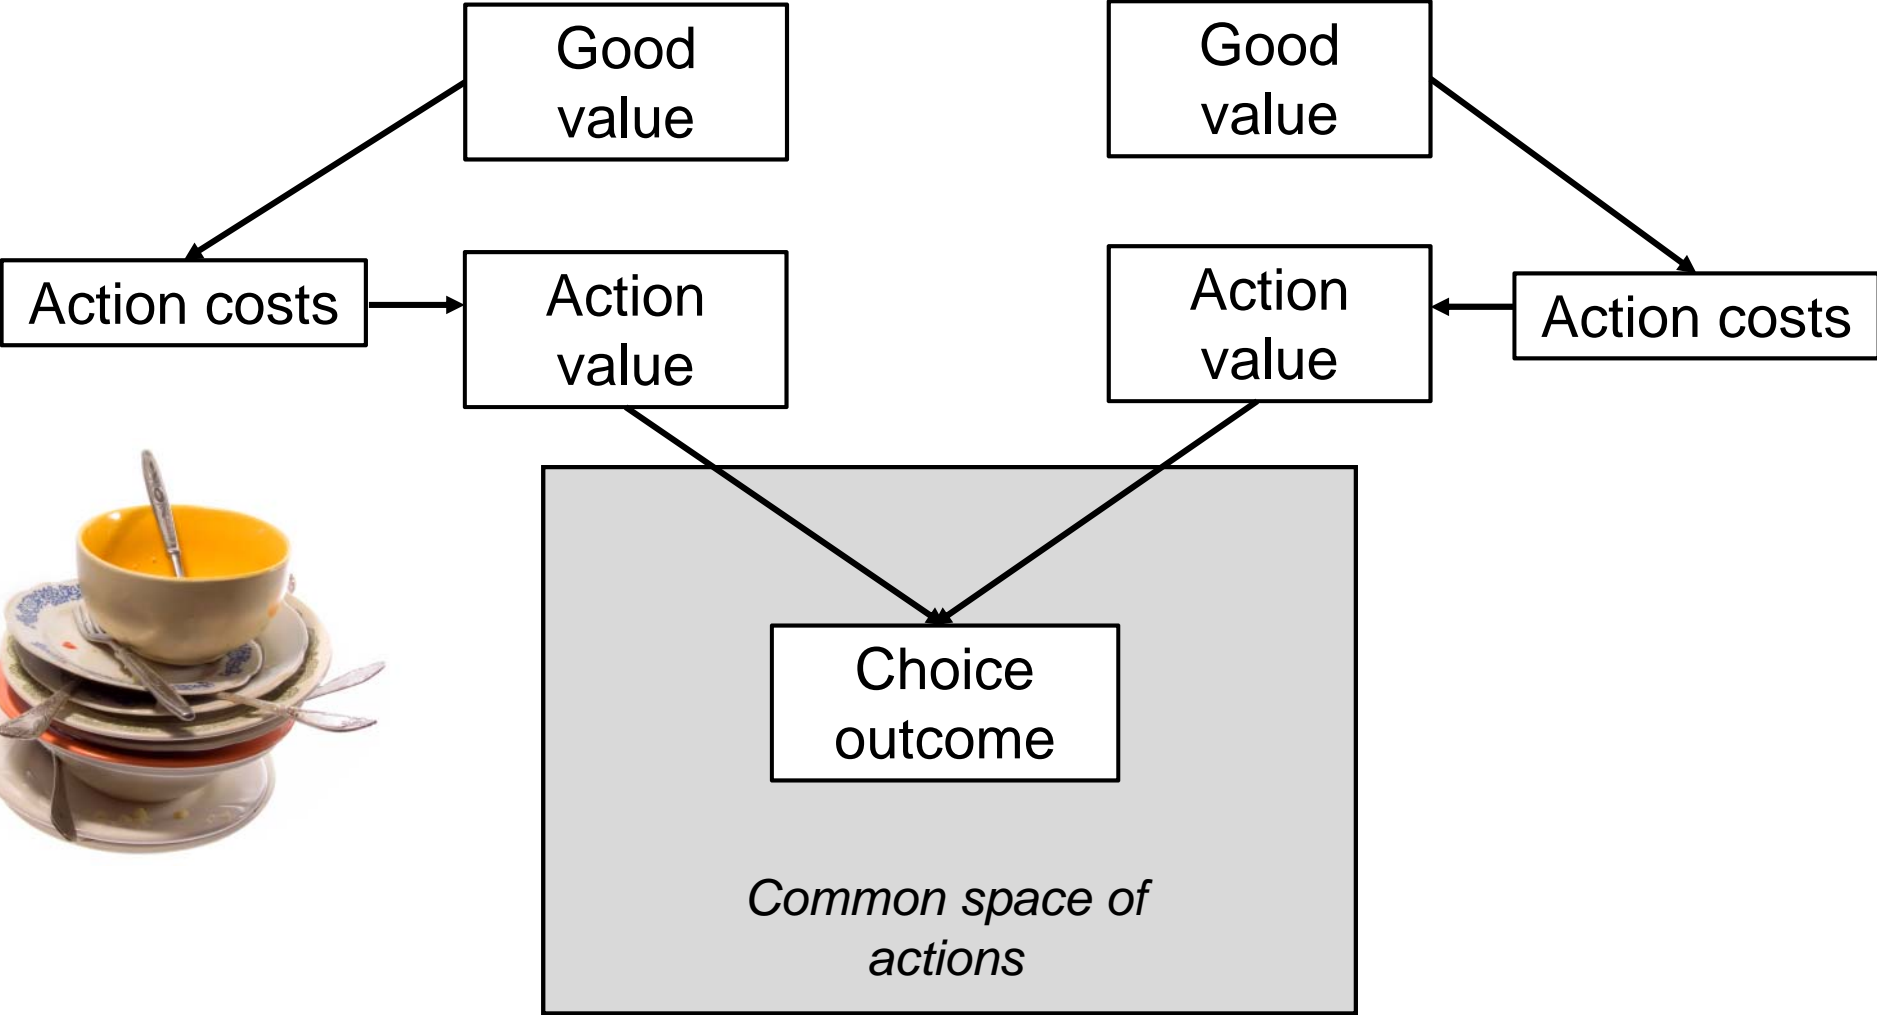 Good
value
Good
value
Action costs
Action
value
Action
value
Action costs
Choice
outcome
Common space of
actions